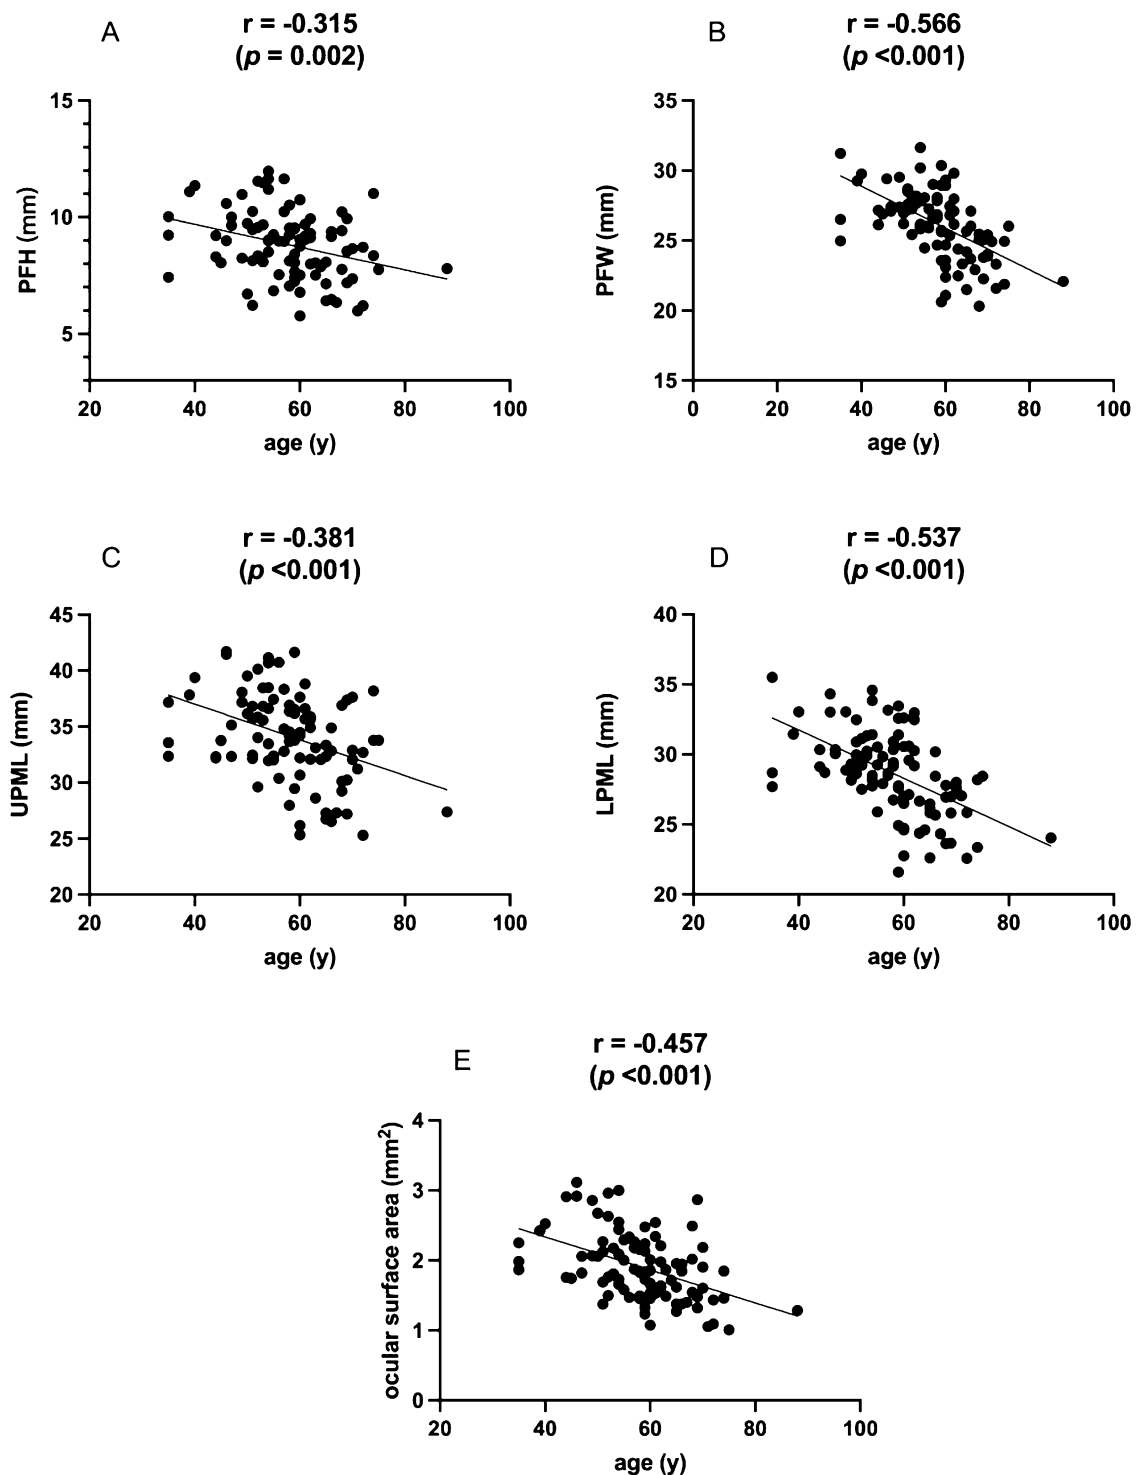 A
r = -0.315
(p = 0.002)
15
10
5
PFH (mm)
20 40 60 80 100
age (y)
B
r = -0.566
(p <0.001)
35
30
25
20
15
PFW (mm)
0 20 40 60 80 100
age (y)
C
r = -0.381
(p <0.001)
45
40
35
30
25
20
UPML (mm)
20 40 60 80 100
age (y)
D
r = -0.537
(p <0.001)
40
35
30
25
20
LPML (mm)
20 40 60 80 100
age (y)
E
r = -0.457
(p <0.001)
4
3
2
1
0
ocular surface area (mm²)
20 40 60 80 100
age (y)